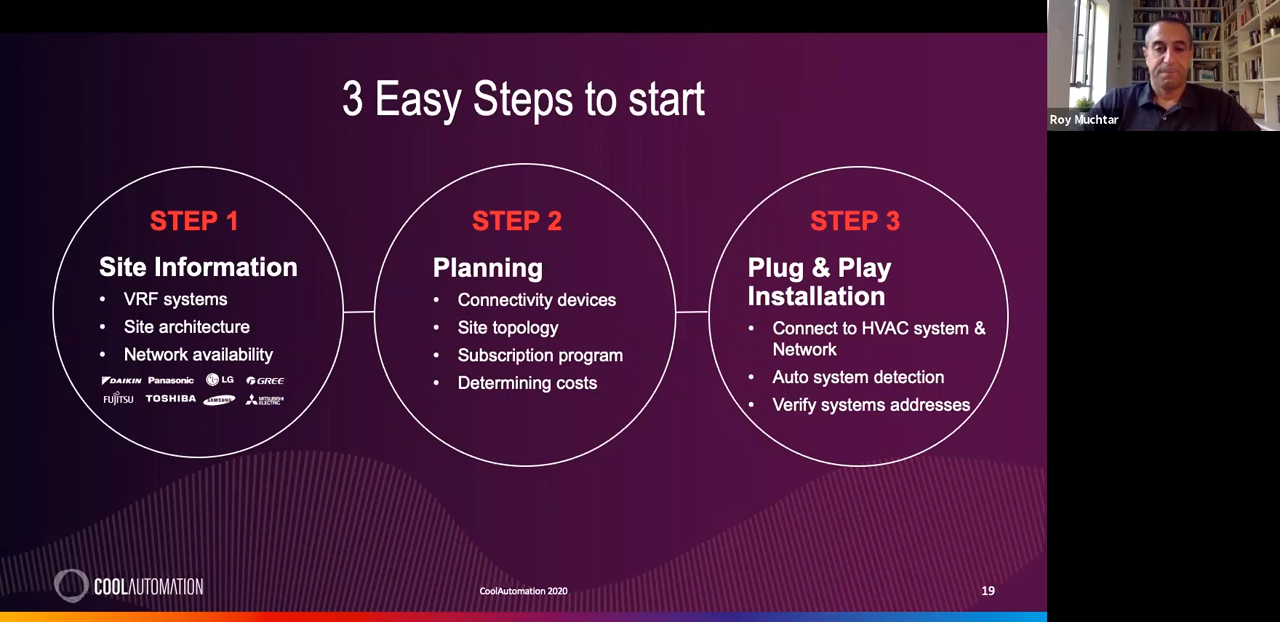 3 Easy Steps to start
STEP 1
Site Information
• VRF systems
• Site architecture
• Network availability
DAIKIN Panasonic LG GREE
FUJITSU TOSHIBA SAMSUNG MITSUBISHI ELECTRIC
STEP 2
Planning
• Connectivity devices
• Site topology
• Subscription program
• Determining costs
STEP 3
Plug & Play
Installation
• Connect to HVAC system &
Network
• Auto system detection
• Verify systems addresses
COOLAUTOMATION
CoolAutomation 2020
19
Roy Muchtar